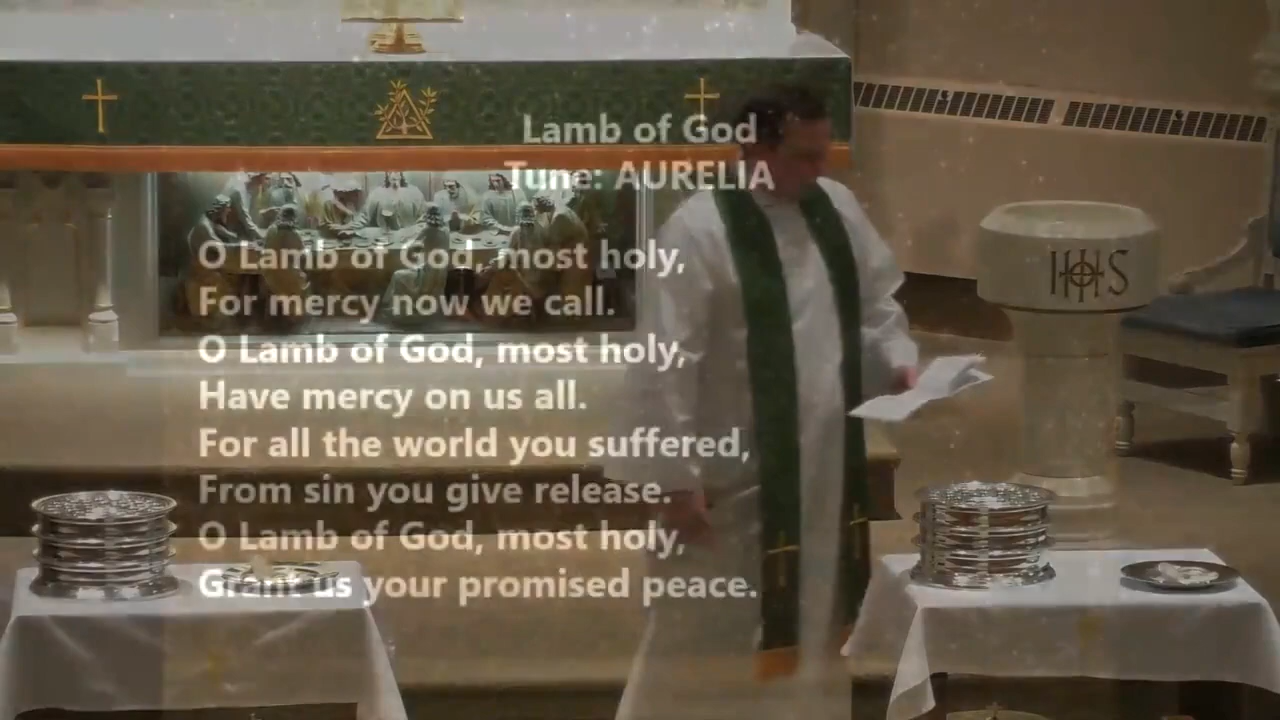 Lamb of God
Tune: AURELIA
O Lamb of God, most holy,
For mercy now we call.
O Lamb of God, most holy,
Have mercy on us all.
For all the world you suffered,
From sin you give release.
O Lamb of God, most holy,
Grant us your promised peace.
IHS